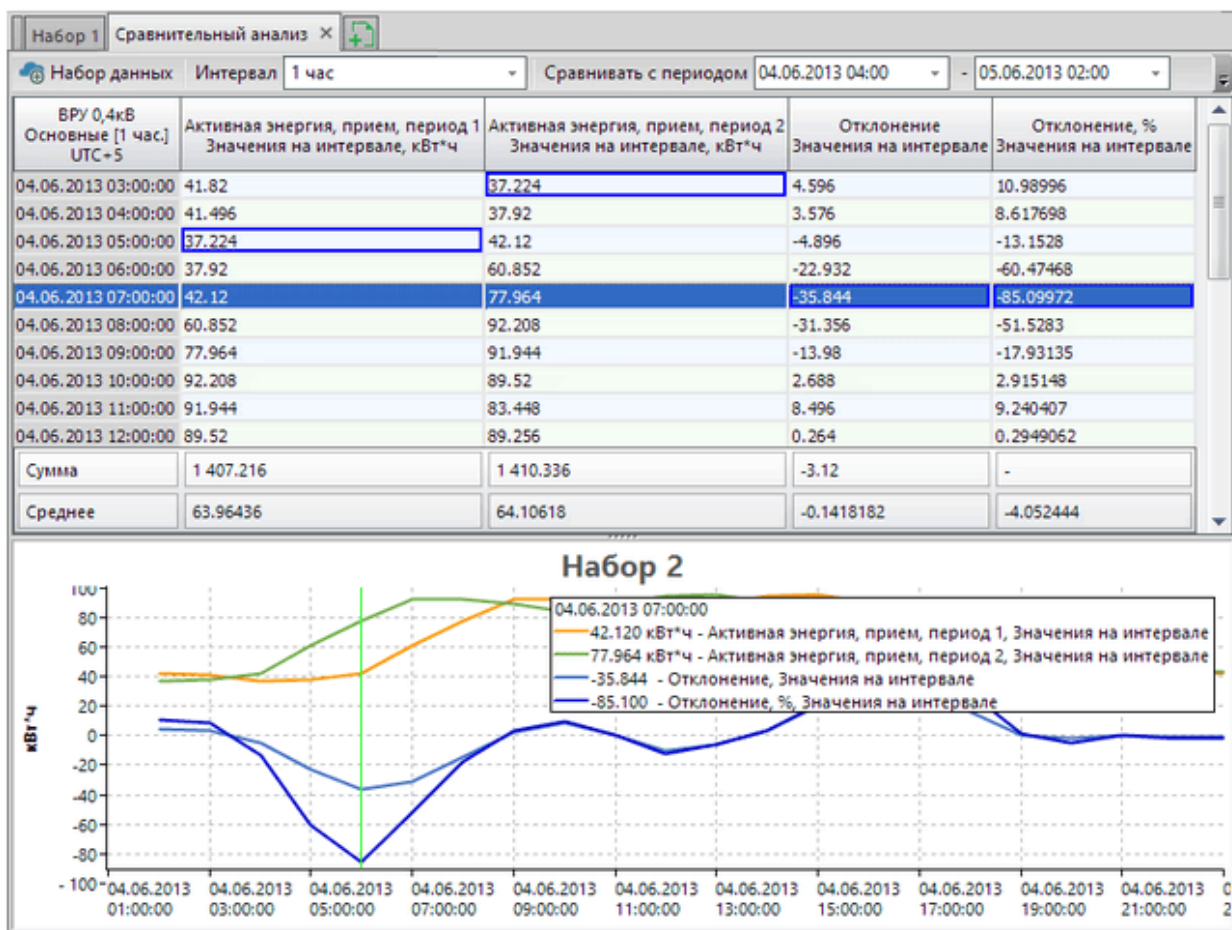 Набор 1 Сравнительный анализ ×
Набор данных Интервал 1 час Сравнивать с периодом 04.06.2013 04:00 - 05.06.2013 02:00
ВРУ 0,4кВ
Основные [1 час.]
UTC+5
Активная энергия, прием, период 1
Значения на интервале, кВт*ч
Активная энергия, прием, период 2
Значения на интервале, кВт*ч
Отклонение
Значения на интервале
Отклонение, %
Значения на интервале
04.06.2013 03:00:00 41.82 37.224 4.596 10.98996
04.06.2013 04:00:00 41.496 37.92 3.576 8.617698
04.06.2013 05:00:00 37.224 42.12 -4.896 -13.1528
04.06.2013 06:00:00 37.92 60.852 -22.932 -60.47468
04.06.2013 07:00:00 42.12 77.964 -35.844 -85.09972
04.06.2013 08:00:00 60.852 92.208 -31.356 -51.5283
04.06.2013 09:00:00 77.964 91.944 -13.98 -17.93135
04.06.2013 10:00:00 92.208 89.52 2.688 2.915148
04.06.2013 11:00:00 91.944 83.448 8.496 9.240407
04.06.2013 12:00:00 89.52 89.256 0.264 0.2949062
Сумма 1 407.216 1 410.336 -3.12 -
Среднее 63.96436 64.10618 -0.1418182 -4.052444
Набор 2
кВт*ч
100
80
60
40
20
0
-20
-40
-60
-80
-100
04.06.2013 07:00:00
42.120 кВт*ч - Активная энергия, прием, период 1, Значения на интервале
77.964 кВт*ч - Активная энергия, прием, период 2, Значения на интервале
-35.844 - Отклонение, Значения на интервале
-85.100 - Отклонение, %, Значения на интервале
04.06.2013 04.06.2013 04.06.2013 04.06.2013 04.06.2013 04.06.2013 04.06.2013 04.06.2013 04.06.2013 04.06.2013 04.06.2013
01:00:00 03:00:00 05:00:00 07:00:00 09:00:00 11:00:00 13:00:00 15:00:00 17:00:00 19:00:00 21:00:00